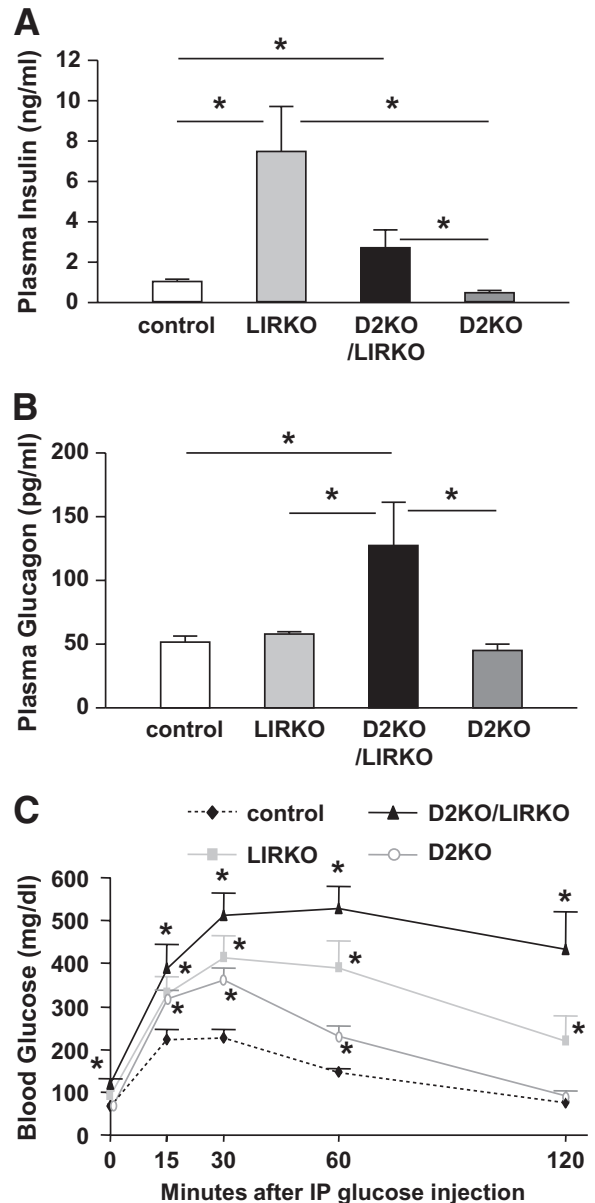 A
Plasma Insulin (ng/ml)
12
10
8
6
4
2
0
*
*
*
*
control LIRKO D2KO D2KO
/LIRKO
B
Plasma Glucagon (pg/ml)
200
150
100
50
0
*
*
*
control LIRKO D2KO D2KO
/LIRKO
C
control D2KO/LIRKO
LIRKO D2KO
Blood Glucose (mg/dl)
600
500
400
300
200
100
0
* * *
* * *
* * *
* *
*
0 15 30 60 120
Minutes after IP glucose injection